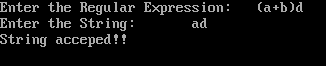 Enter the Regular Expression: (a+b)d
Enter the String: ad
String acceped!!